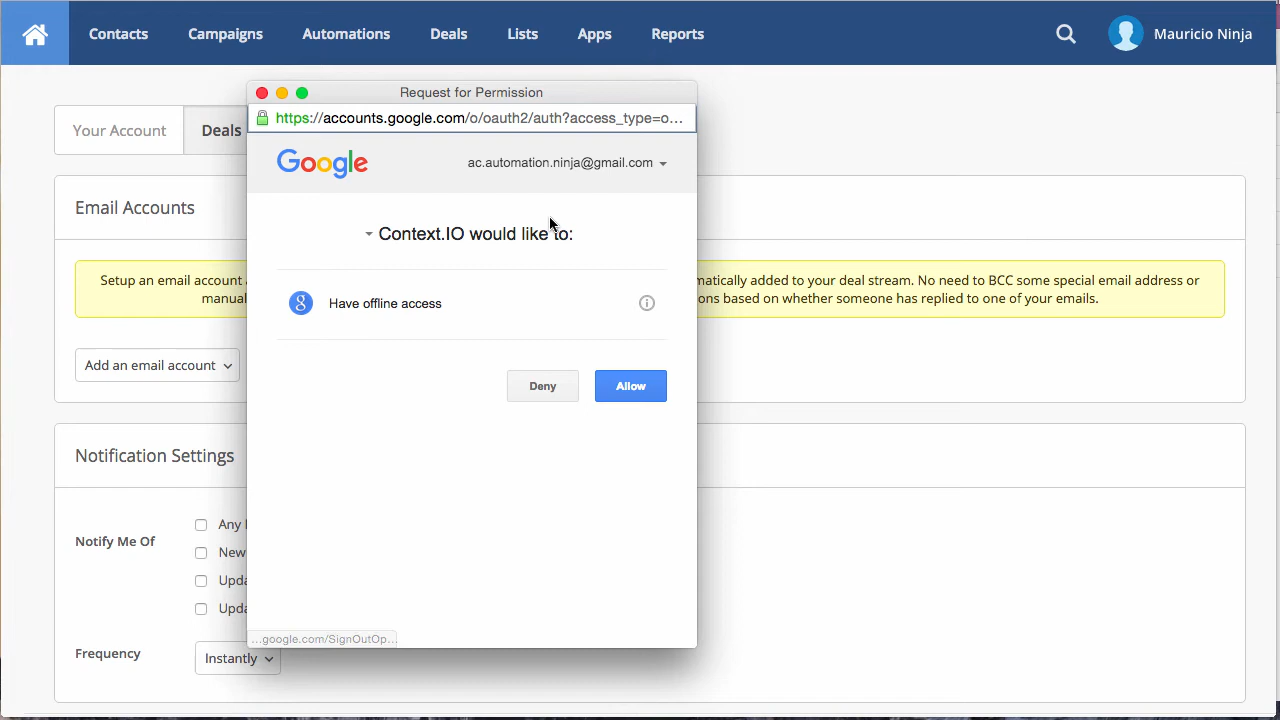 Contacts Campaigns Automations Deals Lists Apps Reports Mauricio Ninja
Request for Permission
https://accounts.google.com/o/oauth2/auth?access_type=o...
Your Account Deals
Google ac.automation.ninja@gmail.com
Email Accounts
Context.IO would like to:
Setup an email account
matically added to your deal stream. No need to BCC some special email address or
manual
ons based on whether someone has replied to one of your emails.
Have offline access
Add an email account
Deny Allow
Notification Settings
Notify Me Of
Any
New
Upda
Upda
...google.com/SignOutOp...
Frequency Instantly